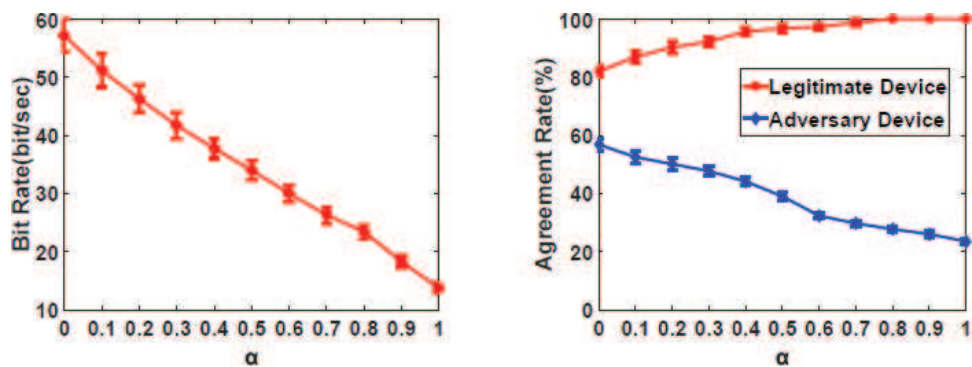 Bit Rate(bit/sec)
60
50
40
30
20
10
0 0.1 0.2 0.3 0.4 0.5 0.6 0.7 0.8 0.9 1
α
Agreement Rate(%)
100
80
60
40
20
0
Legitimate Device
Adversary Device
0 0.1 0.2 0.3 0.4 0.5 0.6 0.7 0.8 0.9 1
α